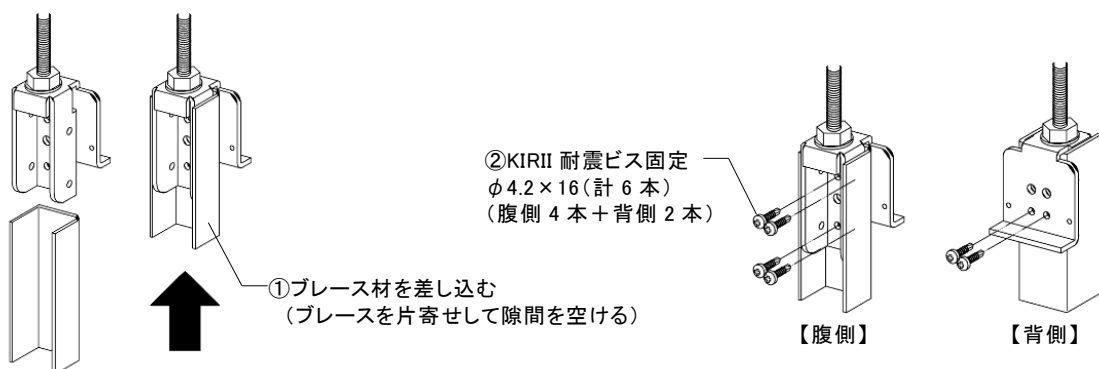 ①ブレース材を差し込む
（ブレースを片寄せして隙間を空ける）
②KIRII 耐震ビス固定
φ4.2×16(計 6 本)
(腹側 4 本＋背側 2 本)
【腹側】
【背側】